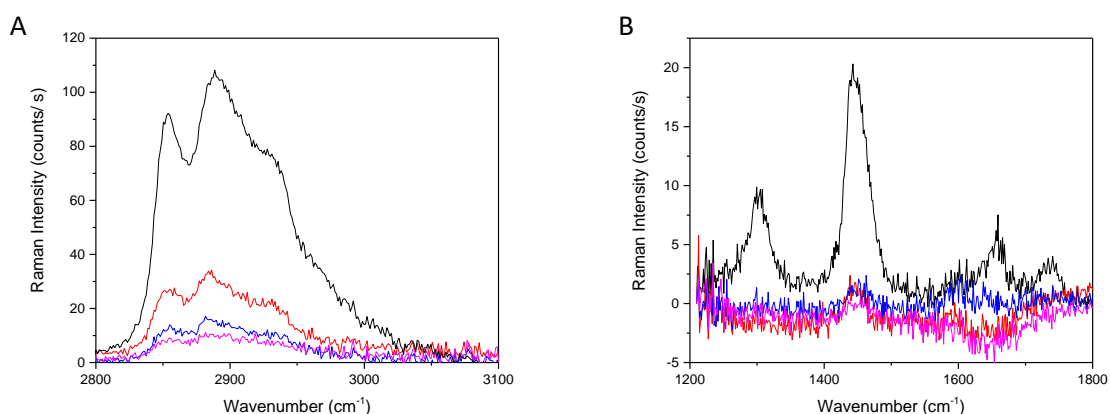 A
B
120
100
80
60
40
20
0
Raman Intensity (counts/ s)
2800 2900 3000 3100
Wavenumber (cm⁻¹)
20
15
10
5
0
-5
Raman Intensity (counts/s)
1200 1400 1600 1800
Wavenumber (cm⁻¹)